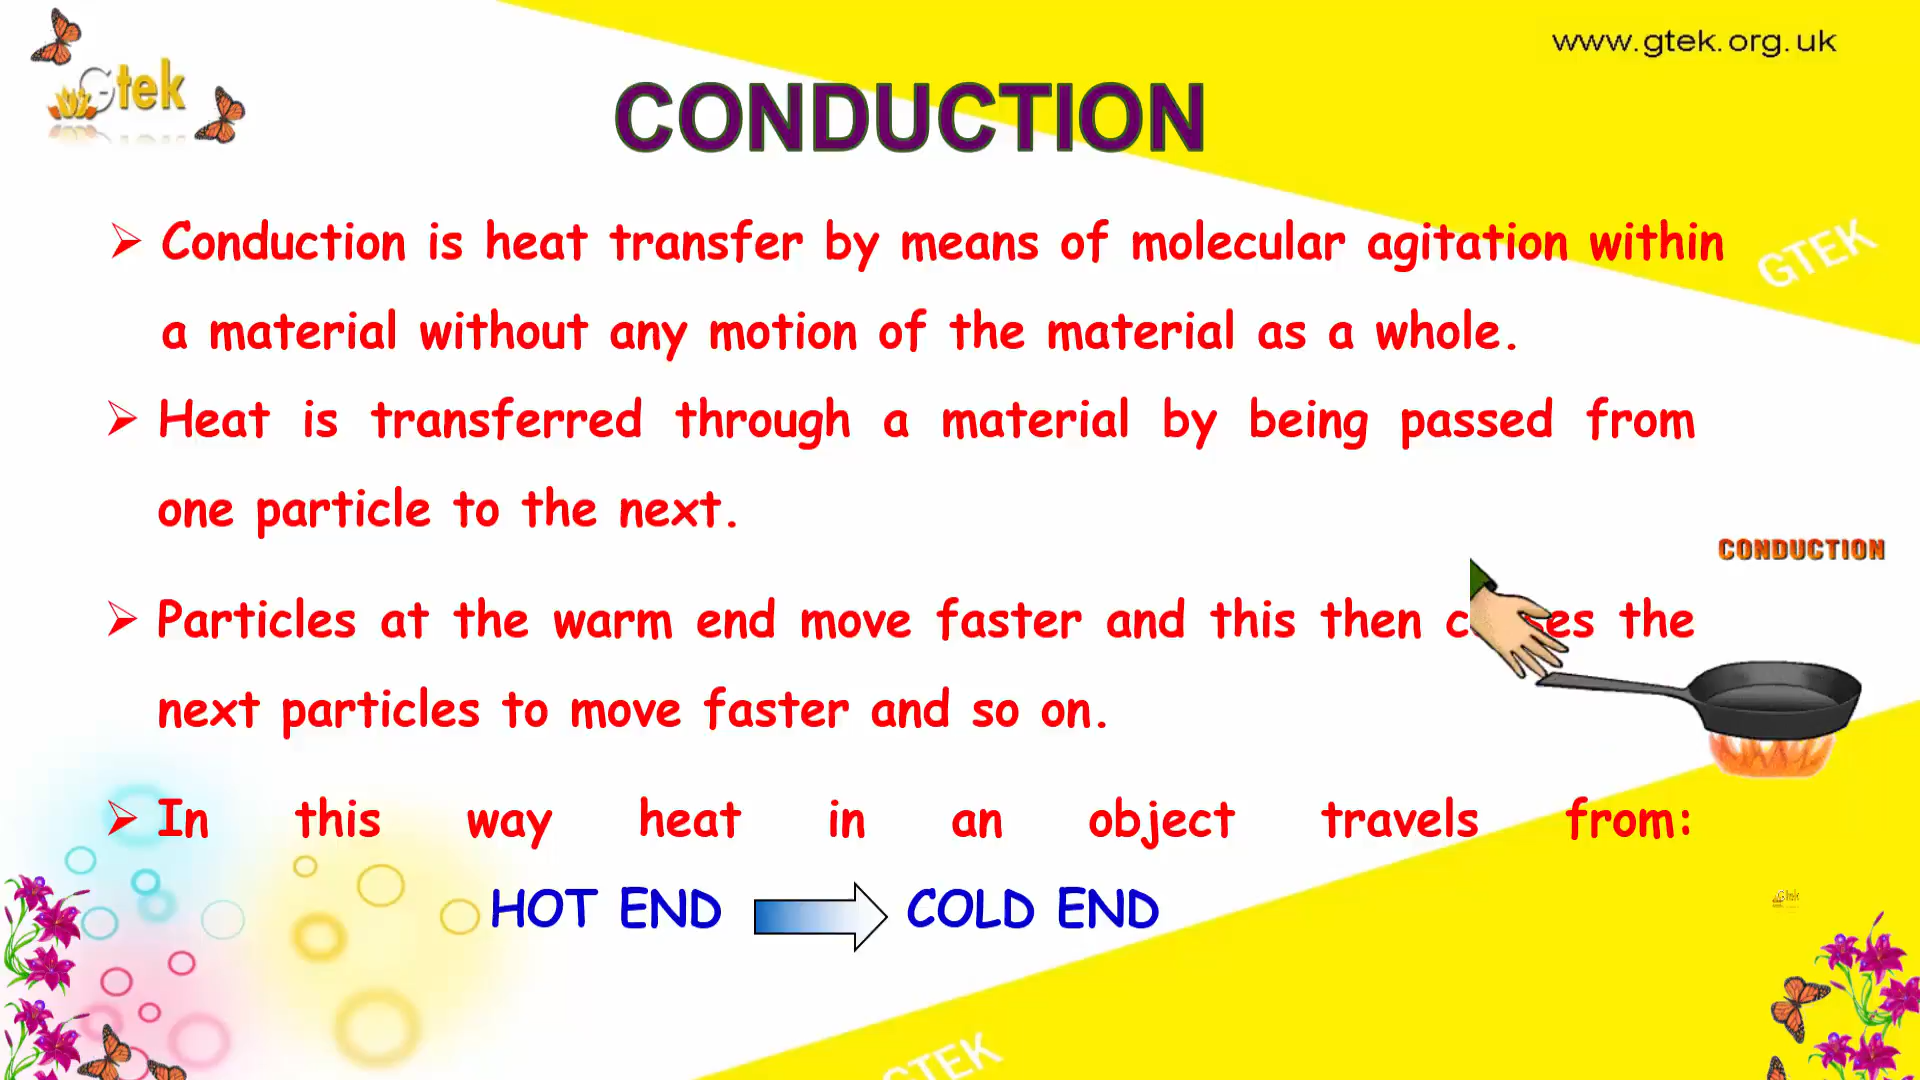 Gtek
www.gtek.org.uk
CONDUCTION
Conduction is heat transfer by means of molecular agitation within
a material without any motion of the material as a whole.
GTEK
Heat is transferred through a material by being passed from
one particle to the next.
CONDUCTION
Particles at the warm end move faster and this then the
next particles to move faster and so on.
In this way heat in an object travels from:
HOT END COLD END
Gtek
GTEK